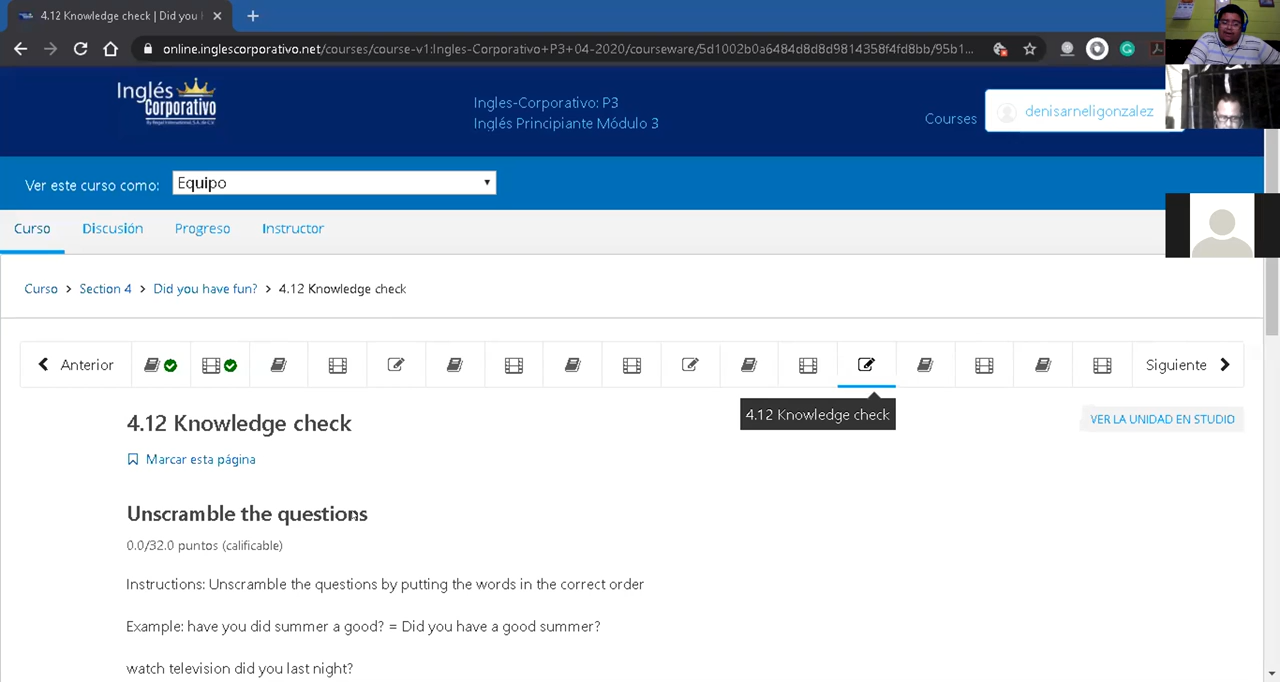 4.12 Knowledge check | Did you h
online.inglescorporativo.net/courses/course-v1:Ingles-Corporativo+P3+04-2020/courseware/5d1002b0a6484d8d8d9814358f4fd8bb/95b1...
Inglés
Corporativo
Ingles-Corporativo: P3
Inglés Principiante Módulo 3
Courses
denisarneligonzalez
Ver este curso como:
Equipo
Curso
Discusión
Progreso
Instructor
Curso > Section 4 > Did you have fun? > 4.12 Knowledge check
Anterior
Siguiente
4.12 Knowledge check
4.12 Knowledge check
VER LA UNIDAD EN STUDIO
Marcar esta página
Unscramble the questions
0.0/32.0 puntos (calificable)
Instructions: Unscramble the questions by putting the words in the correct order
Example: have you did summer a good? = Did you have a good summer?
watch television did you last night?